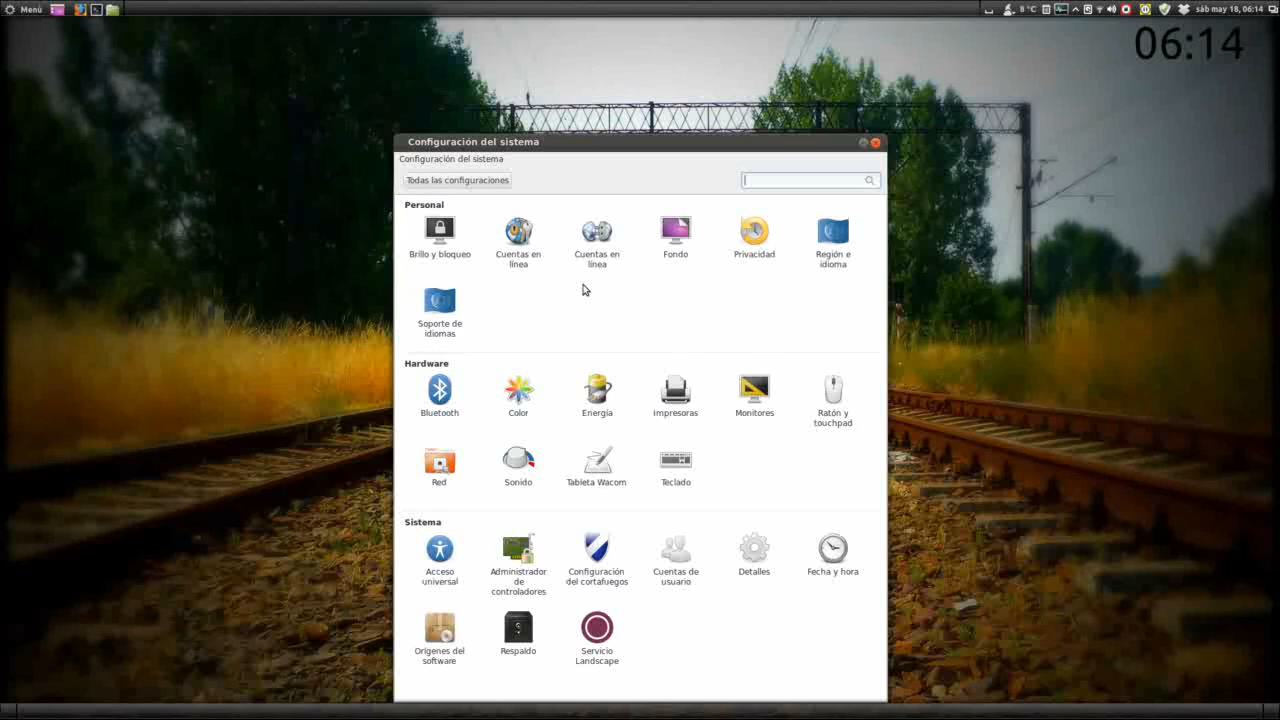 Menú
8 °C
sáb may 18, 06:14
06:14
Configuración del sistema
Configuración del sistema
Todas las configuraciones
Personal
Brillo y bloqueo
Cuentas en
línea
Cuentas en
línea
Fondo
Privacidad
Región e
idioma
Soporte de
idiomas
Hardware
Bluetooth
Color
Energía
Impresoras
Monitores
Ratón y
touchpad
Red
Sonido
Tableta Wacom
Teclado
Sistema
Acceso
universal
Administrador
de
controladores
Configuración
del cortafuegos
Cuentas de
usuario
Detalles
Fecha y hora
Orígenes del
software
Respaldo
Servicio
Landscape